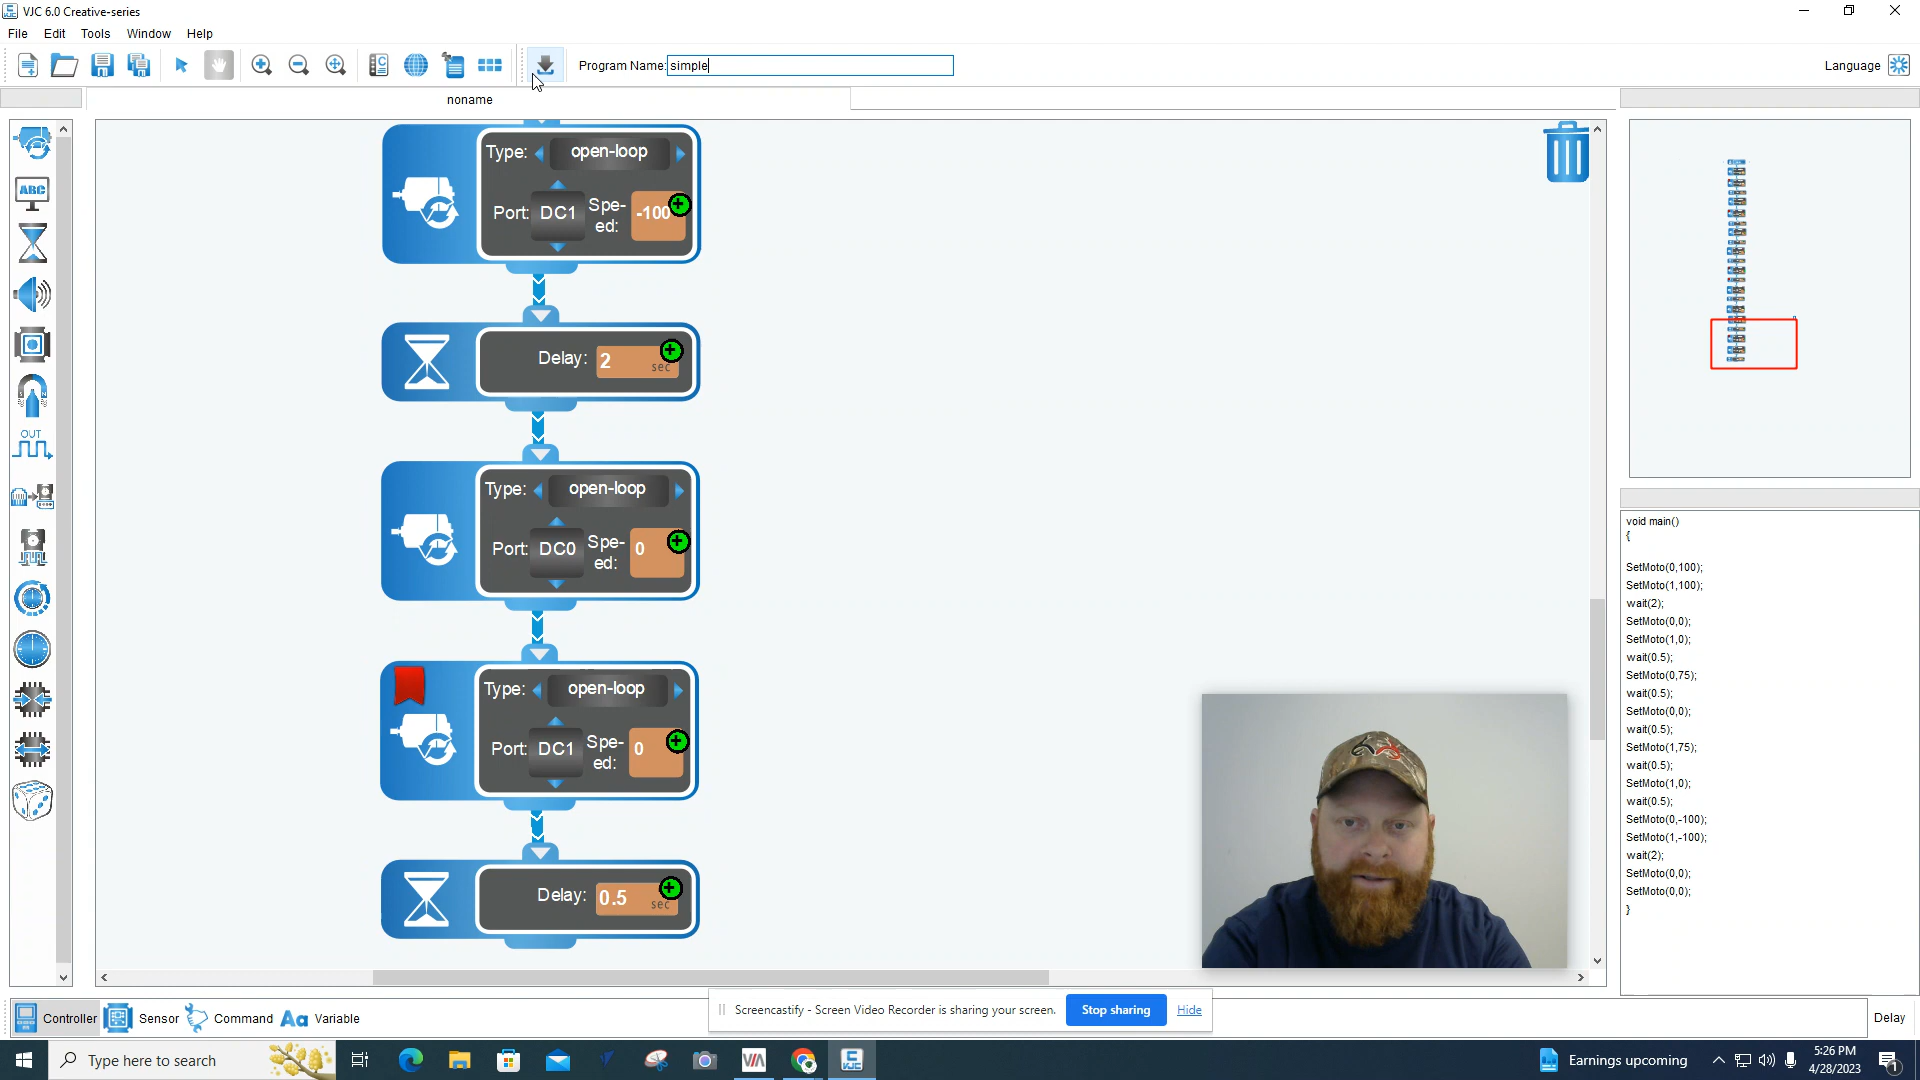 VJC 6.0 Creative-series
File Edit Tools Window Help
Program Name: simple
Language
noname
Type: open-loop
Port: DC1 Spe-ed: -100
Delay: 2 sec
Type: open-loop
Port: DC0 Spe-ed: 0
Type: open-loop
Port: DC1 Spe-ed: 0
Delay: 0.5 sec
ABC
OUT
void main()
{
SetMoto(0,100);
SetMoto(1,100);
wait(2);
SetMoto(0,0);
SetMoto(1,0);
wait(0.5);
SetMoto(0,75);
wait(0.5);
SetMoto(0,0);
wait(0.5);
SetMoto(1,75);
wait(0.5);
SetMoto(1,0);
wait(0.5);
SetMoto(0,-100);
SetMoto(1,-100);
wait(2);
SetMoto(0,0);
SetMoto(0,0);
}
Controller Sensor Command Aa Variable
Screencastify - Screen Video Recorder is sharing your screen. Stop sharing Hide
Delay
Type here to search
VIA
VJC
Earnings upcoming
5:26 PM
4/28/2023
1